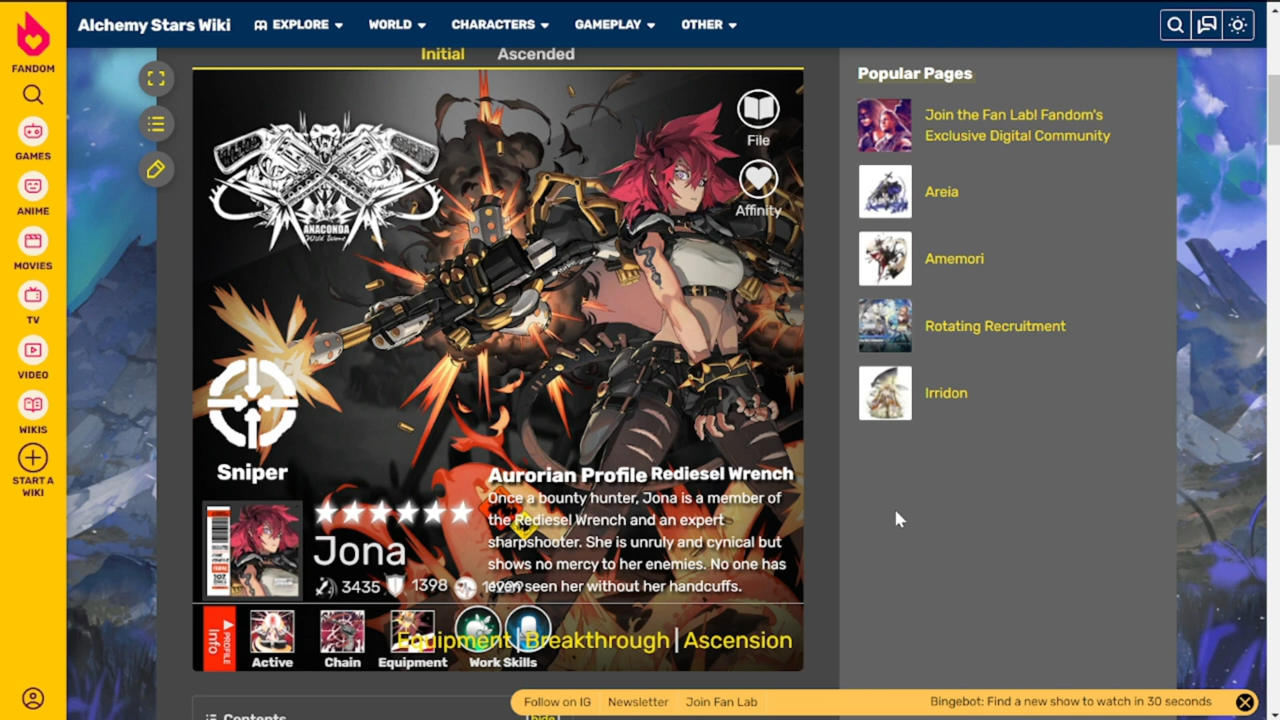 FANDOM
GAMES
ANIME
MOVIES
TV
VIDEO
WIKIS
START A
WIKI
Alchemy Stars Wiki
EXPLORE
WORLD
CHARACTERS
GAMEPLAY
OTHER
Initial
Ascended
File
Affinity
ANACONDA
Sniper
Aurorian Profile Rediesel Wrench
Once a bounty hunter, Jona is a member of
the Rediesel Wrench and an expert
sharpshooter. She is unruly and cynical but
shows no mercy to her enemies. No one has
even seen her without her handcuffs.
Jona
3435
1398
PROFILE
Info
Active
Chain
Equipment
Work Skills
Equipment | Breakthrough | Ascension
Contents
[hide]
Popular Pages
Join the Fan Lab! Fandom's
Exclusive Digital Community
Areia
Amemori
Rotating Recruitment
Irridon
Follow on IG
Newsletter
Join Fan Lab
Bingebot: Find a new show to watch in 30 seconds